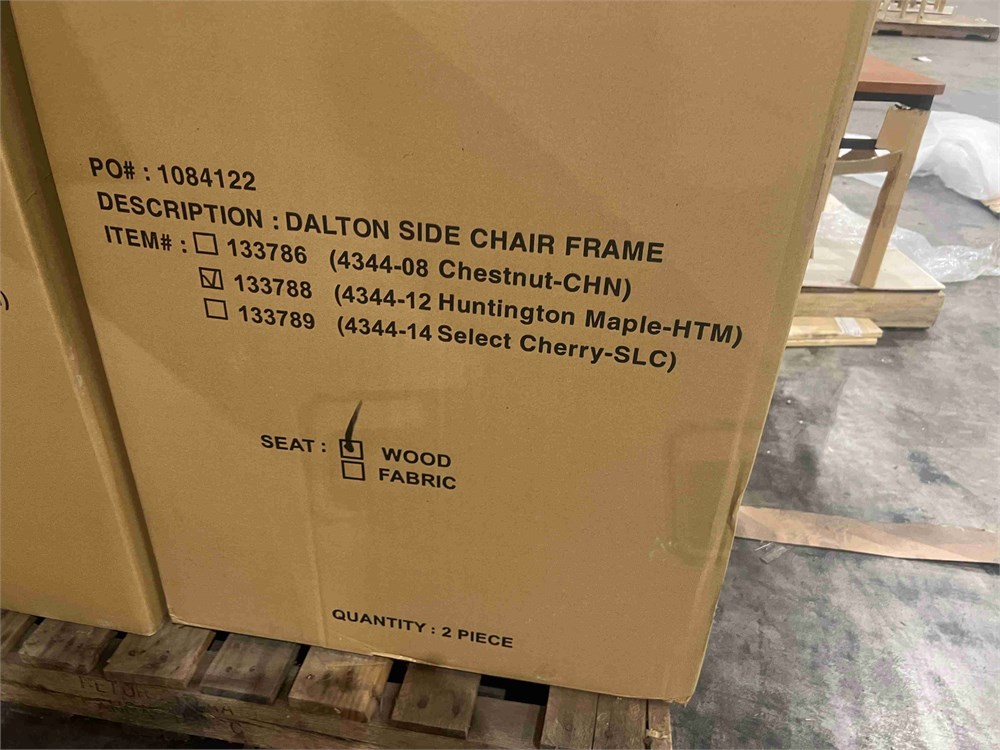 PO# : 1084122
DESCRIPTION : DALTON SIDE CHAIR FRAME
ITEM# : ☐ 133786 (4344-08 Chestnut-CHN)
☑ 133788 (4344-12 Huntington Maple-HTM)
☐ 133789 (4344-14 Select Cherry-SLC)
SEAT : ☑ WOOD
☐ FABRIC
QUANTITY : 2 PIECE